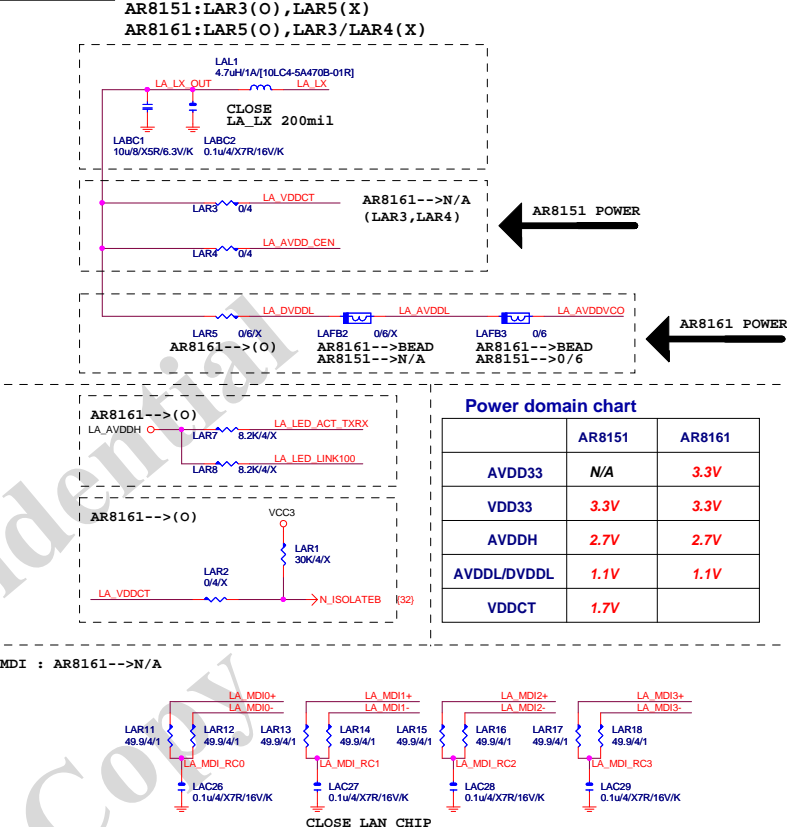 AR8151:LAR3(O),LAR5(X)
AR8161:LAR5(O),LAR3/LAR4(X)
LAL1
4.7uH/1A/[10LC4-5A470B-01R]
LA_LX_OUT
LA_LX
CLOSE
LA_LX 200mil
LABC1
10u/8/X5R/6.3V/K
LABC2
0.1u/4/X7R/16V/K
LA_VDDCT
LAR3 0/4
AR8161-->N/A
(LAR3,LAR4)
AR8151 POWER
LA_AVDD_CEN
LAR4 0/4
LA_DVDDL
LA_AVDDL
LA_AVDDVCO
LAR5 0/6/X
AR8161-->(O)
LAFB2 0/6/X
AR8161-->BEAD
AR8151-->N/A
LAFB3 0/6
AR8161-->BEAD
AR8151-->0/6
AR8161 POWER
AR8161-->(O)
LA_AVDDH
LA_LED_ACT_TXRX
LAR7 8.2K/4/X
LA_LED_LINK100
LAR8 8.2K/4/X
AR8161-->(O)
VCC3
LAR1
30K/4/X
LAR2
0/4/X
LA_VDDCT
N_ISOLATEB {32}
Power domain chart
AR8151 AR8161
AVDD33 N/A 3.3V
VDD33 3.3V 3.3V
AVDDH 2.7V 2.7V
AVDDL/DVDDL 1.1V 1.1V
VDDCT 1.7V
MDI : AR8161-->N/A
LA_MDI0+ LA_MDI1+ LA_MDI2+ LA_MDI3+
LA_MDI0- LA_MDI1- LA_MDI2- LA_MDI3-
LAR11 LAR12 LAR13 LAR14 LAR15 LAR16 LAR17 LAR18
49.9/4/1 49.9/4/1 49.9/4/1 49.9/4/1 49.9/4/1 49.9/4/1 49.9/4/1 49.9/4/1
LA_MDI_RC0 LA_MDI_RC1 LA_MDI_RC2 LA_MDI_RC3
LAC26 LAC27 LAC28 LAC29
0.1u/4/X7R/16V/K 0.1u/4/X7R/16V/K 0.1u/4/X7R/16V/K 0.1u/4/X7R/16V/K
CLOSE LAN CHIP
dential
Copy